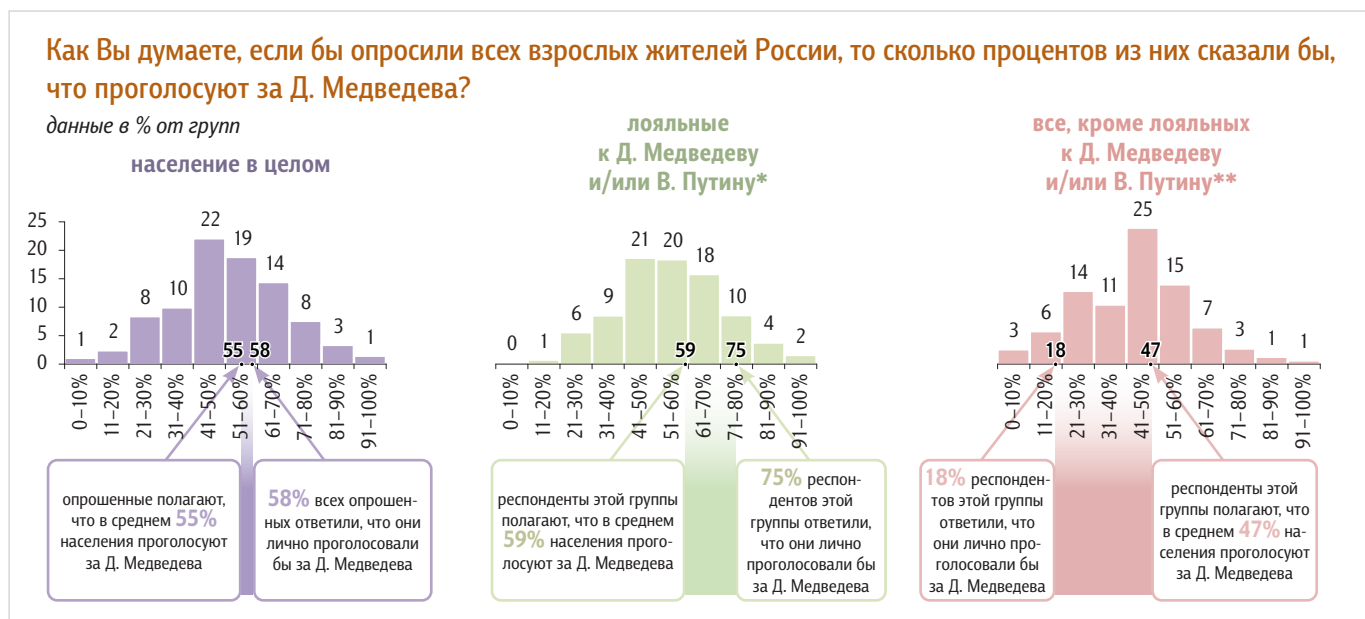 Как Вы думаете, если бы опросили всех взрослых жителей России, то сколько процентов из них сказали бы,
что проголосуют за Д. Медведева?
данные в % от групп
население в целом
25
20
15
10
5
0
1
2
8
10
22
19
14
8
3
1
55
58
0–10%
11–20%
21–30%
31–40%
41–50%
51–60%
61–70%
71–80%
81–90%
91–100%
опрошенные полагают,
что в среднем 55%
населения проголосуют
за Д. Медведева
58% всех опрошен-
ных ответили, что они
лично проголосовали
бы за Д. Медведева
лояльные
к Д. Медведеву
и/или В. Путину*
0
1
6
9
21
20
18
10
4
2
59
75
0–10%
11–20%
21–30%
31–40%
41–50%
51–60%
61–70%
71–80%
81–90%
91–100%
респонденты этой группы
полагают, что в среднем
59% населения прого-
лосуют за Д. Медведева
75% респон-
дентов этой
группы ответили,
что они лично
проголосовали бы
за Д. Медведева
все, кроме лояльных
к Д. Медведеву
и/или В. Путину**
3
6
14
11
25
15
7
3
1
1
18
47
0–10%
11–20%
21–30%
31–40%
41–50%
51–60%
61–70%
71–80%
81–90%
91–100%
18% респонден-
тов этой группы
ответили, что
они лично про-
голосовали бы
за Д. Медведева
респонденты этой
группы полагают, что
в среднем 47% на-
селения проголосуют
за Д. Медведева